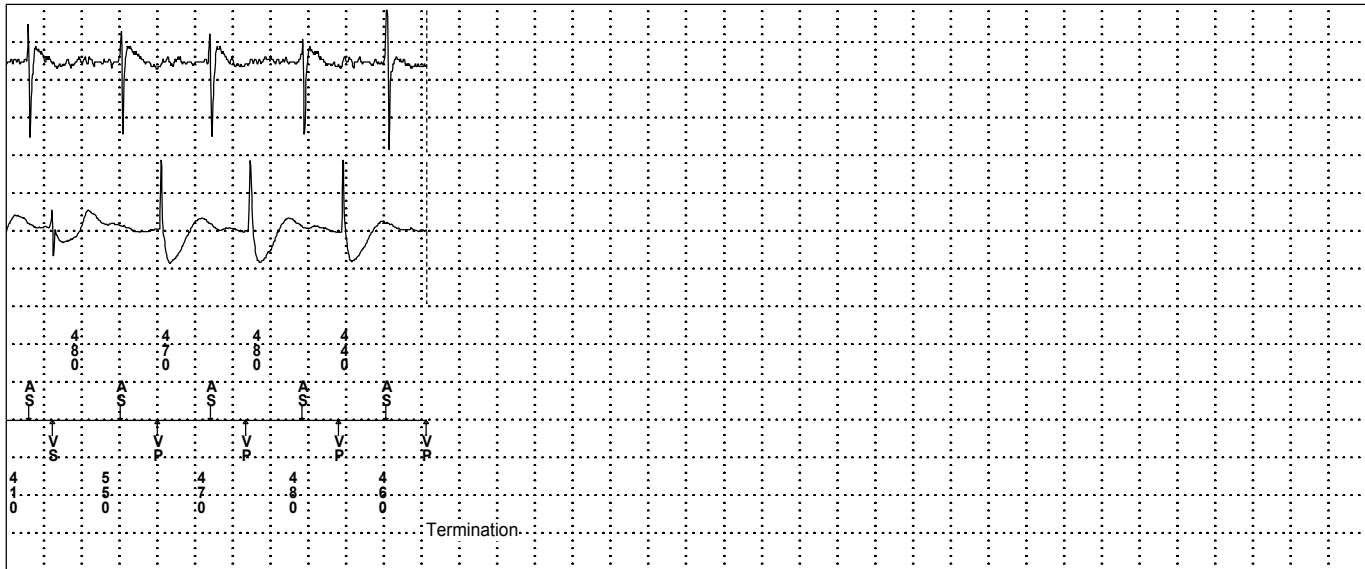 480 470 480 440
AS AS AS AS AS
VS VP VP VP VP
410 550 470 480 460
Termination